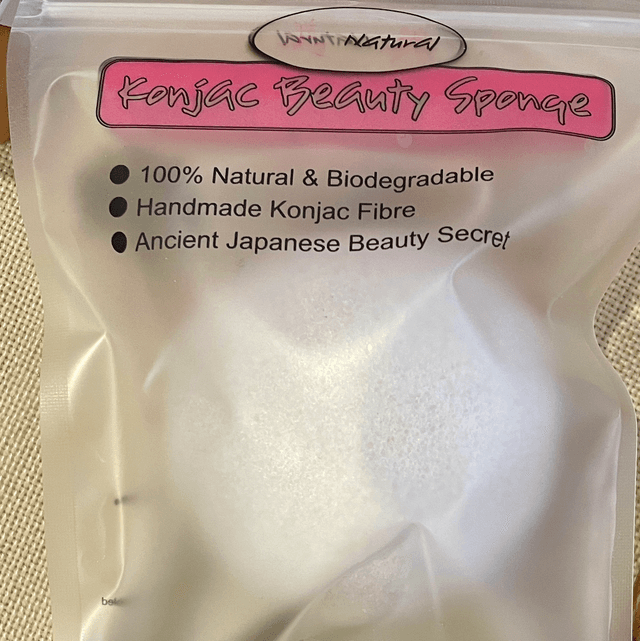 Natural
Konjac Beauty Sponge
100% Natural & Biodegradable
Handmade Konjac Fibre
Ancient Japanese Beauty Secret